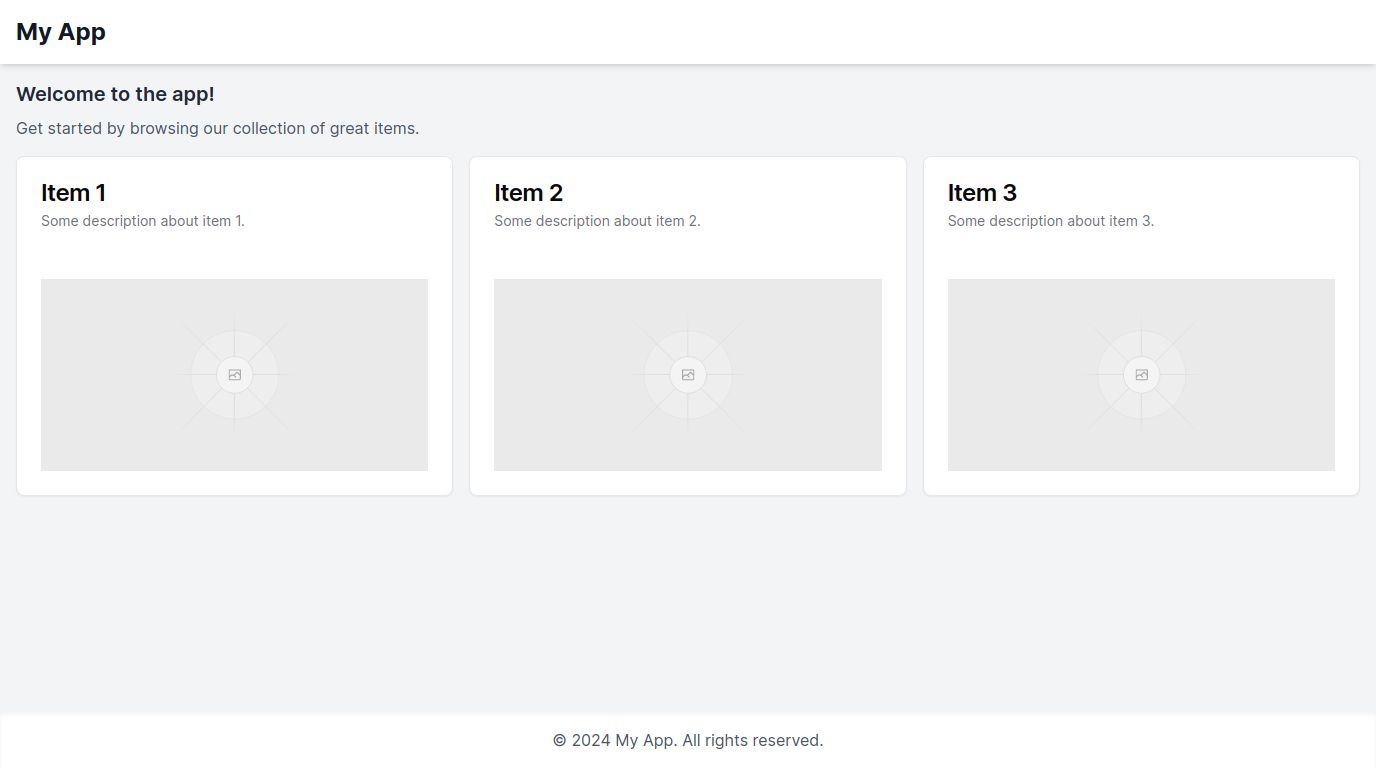 My App
Welcome to the app!
Get started by browsing our collection of great items.
Item 1
Some description about item 1.
Item 2
Some description about item 2.
Item 3
Some description about item 3.
© 2024 My App. All rights reserved.